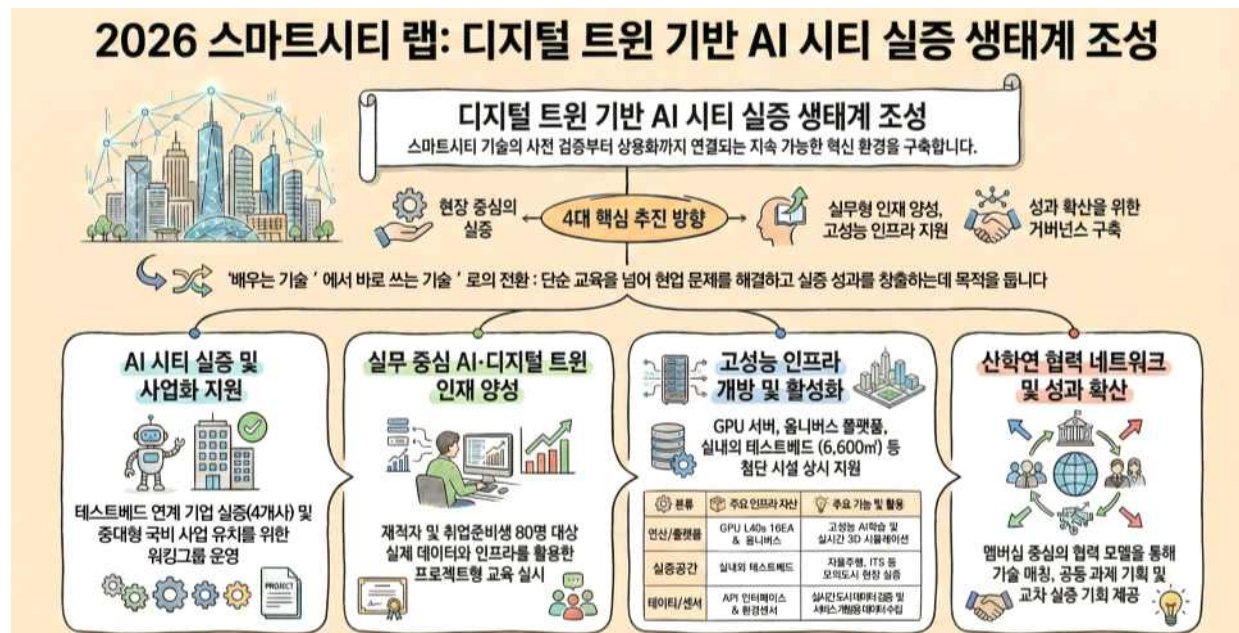 2026 스마트시티 랩: 디지털 트윈 기반 AI 시티 실증 생태계 조성
디지털 트윈 기반 AI 시티 실증 생태계 조성
스마트시티 기술의 사전 검증부터 상용화까지 연결되는 지속 가능한 혁신 환경을 구축합니다.
현장 중심의
실증
4대 핵심 추진 방향
실무형 인재 양성,
고성능 인프라 지원
성과 확산을 위한
거버넌스 구축
'배우는 기술 ' 에서 바로 쓰는 기술 ' 로의 전환 : 단순 교육을 넘어 현업 문제를 해결하고 실증 성과를 창출하는데 목적을 둡니다
AI 시티 실증 및
사업화 지원
테스트베드 연계 기업 실증(4개사) 및
중대형 국비 사업 유치를 위한
워킹그룹 운영
PROJECT
실무 중심 AI·디지털 트윈
인재 양성
재직자 및 취업준비생 80명 대상
실제 데이터와 인프라를 활용한
프로젝트형 교육 실시
고성능 인프라
개방 및 활성화
GPU 서버, 옴니버스 플랫폼,
실내외 테스트베드 (6,600㎡) 등
첨단 시설 상시 지원
분류 주요 인프라 자산 주요 기능 및 활용
연산/플랫폼
GPU L40s 16EA
& 옴니버스
고성능 AI학습 및
실시간 3D 시뮬레이션
실증공간
실내외 테스트베드
자율주행, ITS 등
모의도시 현장 실증
테이티/센서
API 인터페이스
& 환경센서
실시간 도시 데이터 검증 및
서비스 개발용 데이터 수집
산학연 협력 네트워크
및 성과 확산
멤버십 중심의 협력 모델을 통해
기술 매칭, 공동 과제 기획 및
교차 실증 기회 제공